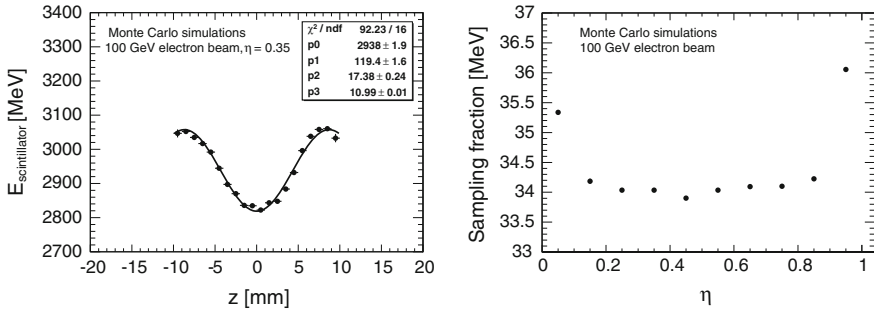 3400
3300
3200
3100
3000
2900
2800
2700
E_scintillator [MeV]
Monte Carlo simulations
100 GeV electron beam, η = 0.35
χ² / ndf 92.23 / 16
p0 2938 ± 1.9
p1 119.4 ± 1.6
p2 17.38 ± 0.24
p3 10.99 ± 0.01
-20 -15 -10 -5 0 5 10 15 20
z [mm]
37
36.5
36
35.5
35
34.5
34
33.5
33
Sampling fraction [MeV]
Monte Carlo simulations
100 GeV electron beam
0 0.2 0.4 0.6 0.8 1
η